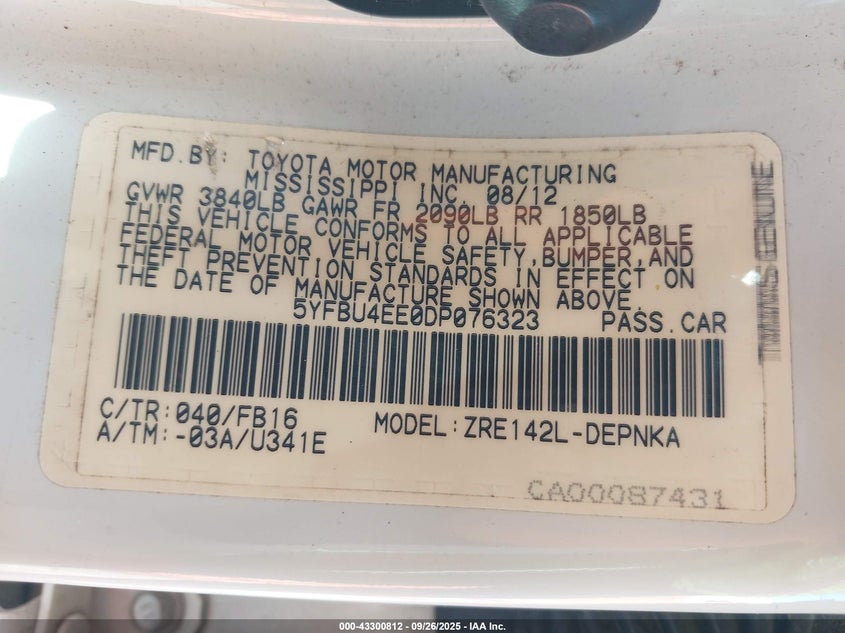 MFD.BY: TOYOTA MOTOR MANUFACTURING
MISSISSIPPI INC. 08/12
GVWR 3840LB GAWR FR 2090LB RR 1850LB
THIS VEHICLE CONFORMS TO ALL APPLICABLE
FEDERAL MOTOR VEHICLE SAFETY,BUMPER,AND
THEFT PREVENTION STANDARDS IN EFFECT ON
THE DATE OF MANUFACTURE SHOWN ABOVE.
5YFBU4EE0DP076323 PASS.CAR
C/TR:040/FB16 MODEL:ZRE142L-DEPNKA
A/TM:-03A/U341E
CA00087431
GENUINE
000-43300812 - 09/26/2025 - IAA Inc.